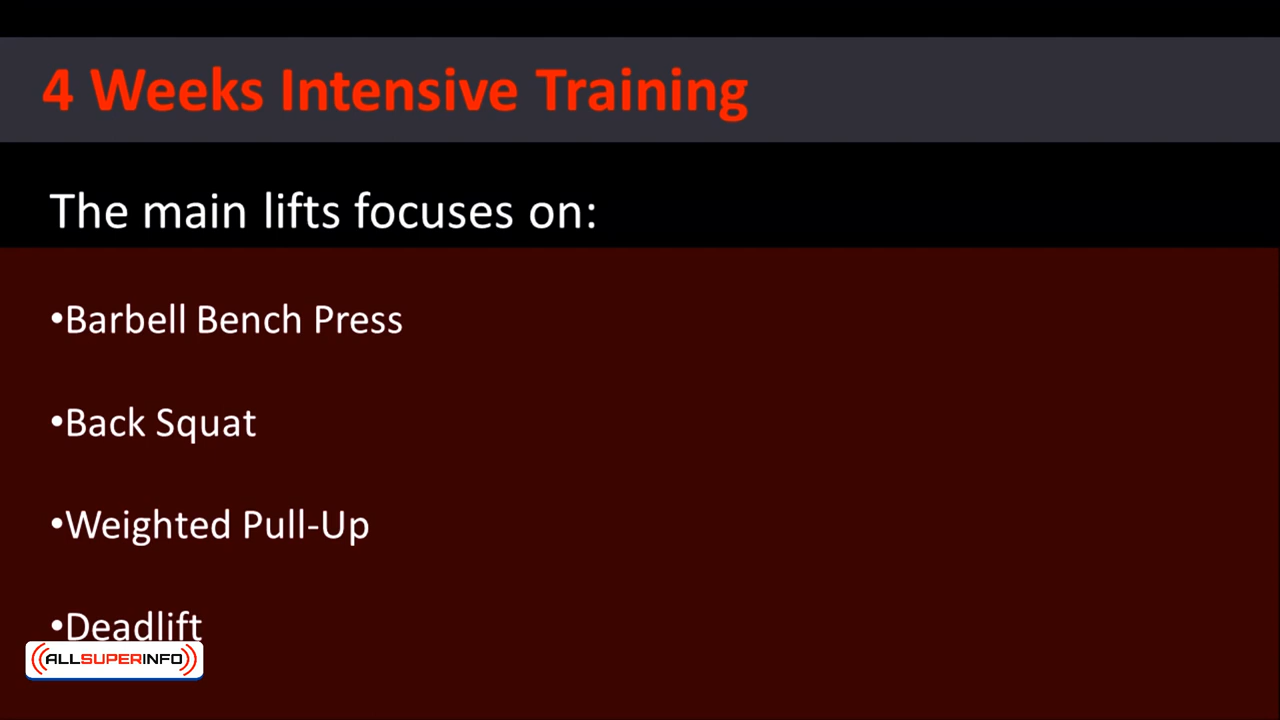 4 Weeks Intensive Training
The main lifts focuses on:
•Barbell Bench Press
•Back Squat
•Weighted Pull-Up
•Deadlift
ALLSUPERINFO